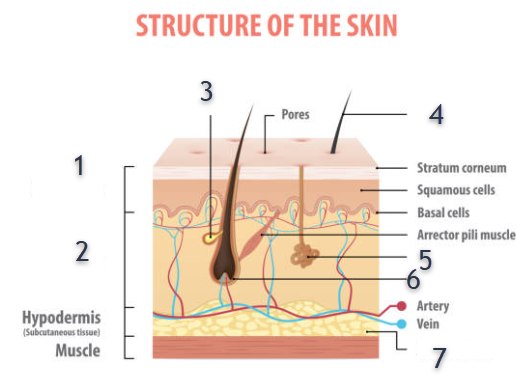 STRUCTURE OF THE SKIN
3
Pores
4
1
Stratum corneum
Squamous cells
Basal cells
Arrector pili muscle
2
5
6
Artery
Hypodermis
(Subcutaneous tissue)
Vein
Muscle
7